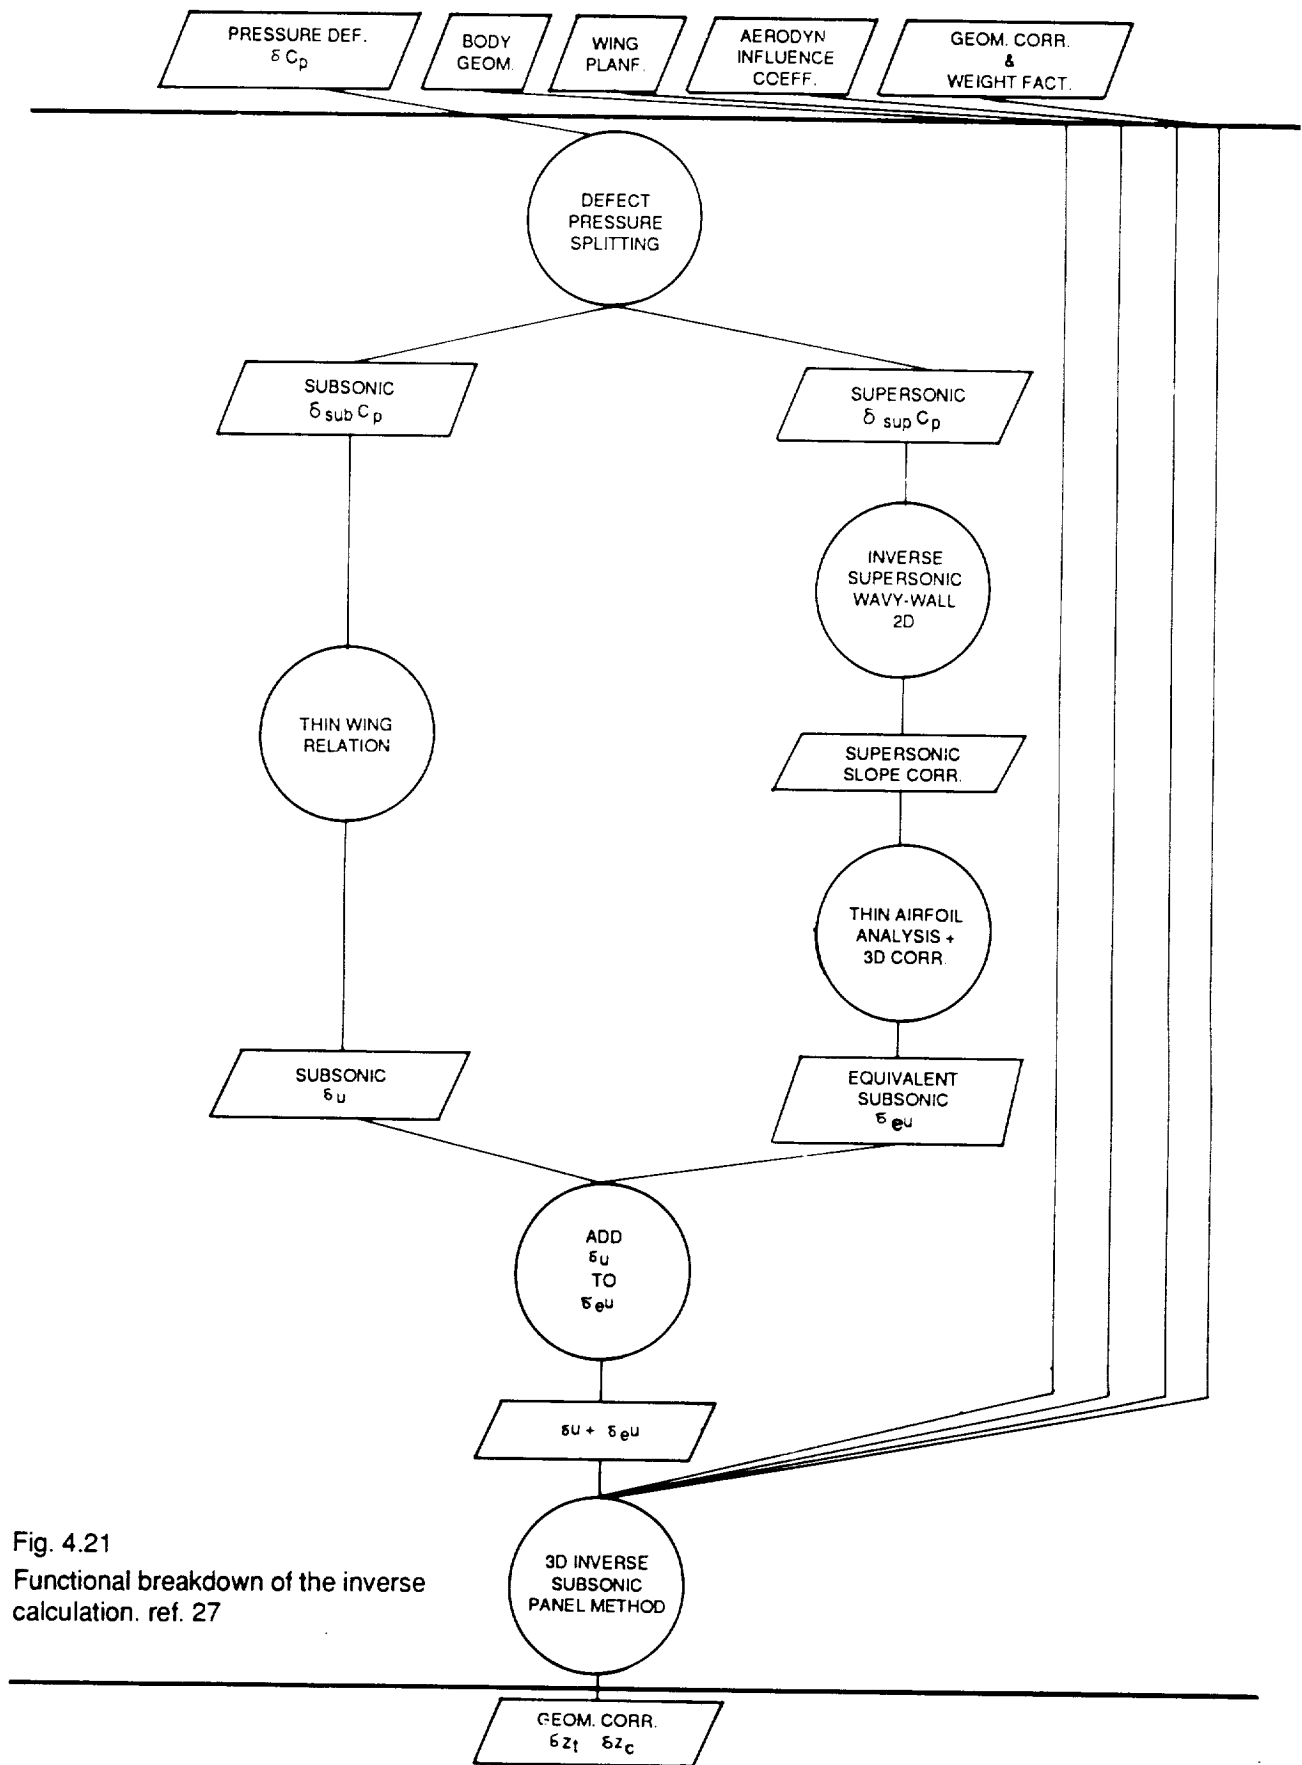 PRESSURE DEF.
δ Cp
BODY
GEOM.
WING
PLANF.
AERODYN
INFLUENCE
COEFF.
GEOM. CORR.
&
WEIGHT FACT.
DEFECT
PRESSURE
SPLITTING
SUBSONIC
δ sub Cp
SUPERSONIC
δ sup Cp
INVERSE
SUPERSONIC
WAVY-WALL
2D
THIN WING
RELATION
SUPERSONIC
SLOPE CORR.
THIN AIRFOIL
ANALYSIS +
3D CORR.
SUBSONIC
δu
EQUIVALENT
SUBSONIC
δeu
ADD
δu
TO
δeu
δu + δeu
3D INVERSE
SUBSONIC
PANEL METHOD
Fig. 4.21
Functional breakdown of the inverse
calculation. ref. 27
GEOM. CORR.
δzt δzc